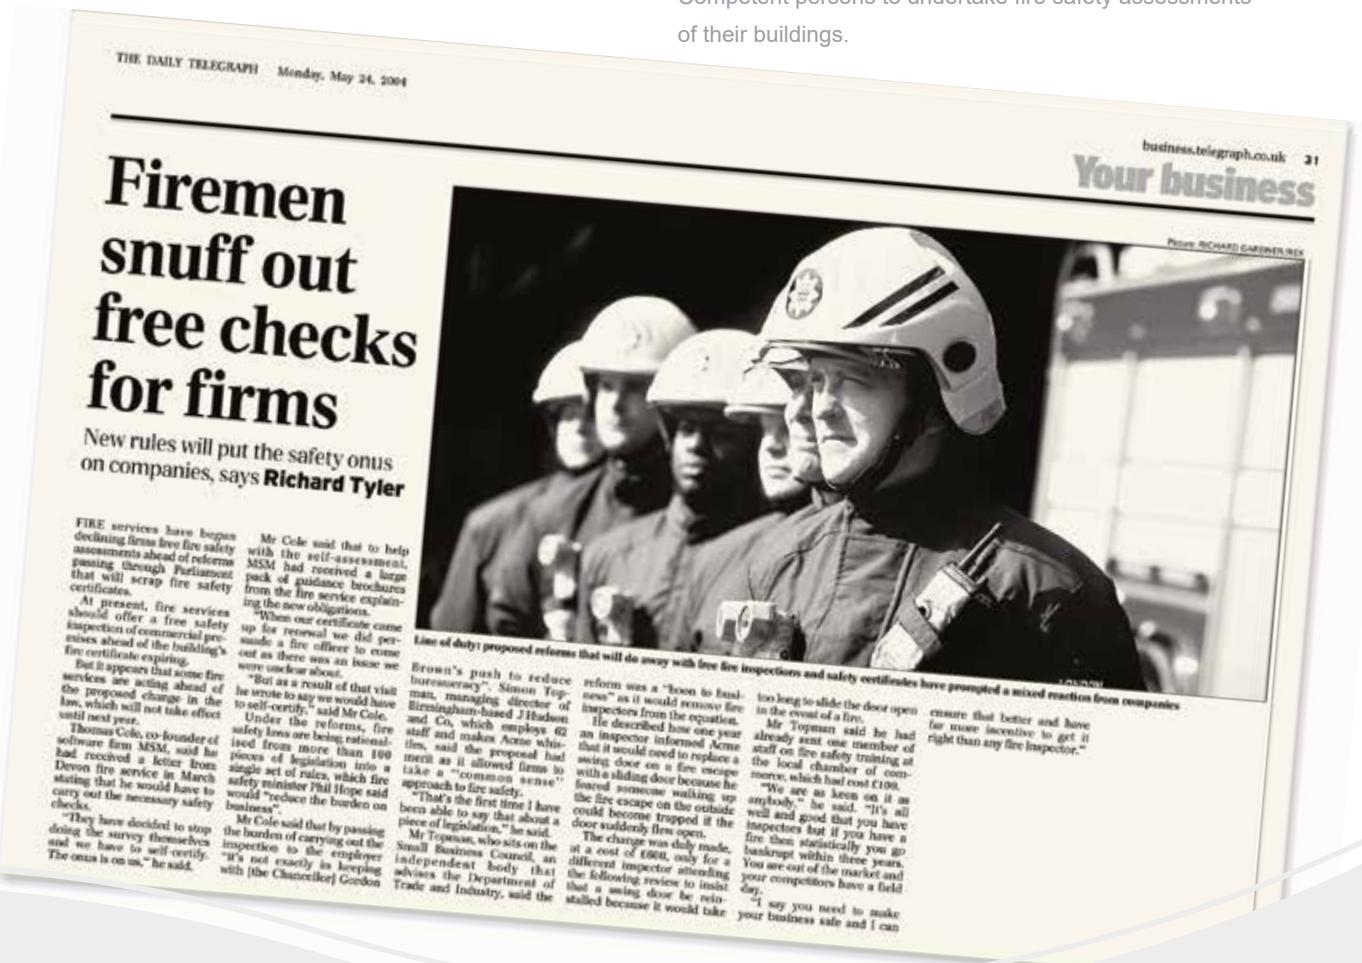 Competent persons to undertake fire safety assessments
of their buildings.
THE DAILY TELEGRAPH Monday, May 24, 2004
business.telegraph.co.uk 31
Your business
Picture: RICHARD GARDNER/REX
Firemen
snuff out
free checks
for firms
New rules will put the safety onus
on companies, says Richard Tyler
Line of duty: proposed reforms that will do away with free fire inspections and safety certificates have prompted a mixed reaction from companies
FIRE services have began
declining firms free fire safety
assessments ahead of reforms
passing through Parliament
that will scrap fire safety
certificates.
At present, fire services
should offer a free safety
inspection of commercial pre-
mises ahead of the building's
fire certificate expiring.
But it appears that some fire
services are acting ahead of
the proposed change in the
law, which will not take effect
until next year.
Thomas Cole, co-founder of
software firm MSM, said he
had received a letter from
Devon fire service in March
stating that he would have to
carry out the necessary safety
checks.
"They have decided to stop
doing the survey themselves
and we have to self-certify.
The onus is on us," he said.
Mr Cole said that to help
with the self-assessment,
MSM had received a large
pack of guidance brochures
from the fire service explain-
ing the new obligations.
"When our certificate came
up for renewal we did per-
suade a fire officer to come
out as there was an issue we
were unclear about.
"But as a result of that visit
he wrote to say we would have
to self-certify," said Mr Cole.
Under the reforms, fire
safety laws are being rational-
ised from more than 100
pieces of legislation into a
single set of rules, which fire
safety minister Phil Hope said
would "reduce the burden on
business".
Mr Cole said that by passing
the burden of carrying out the
inspection to the employer
"it's not exactly in keeping
with [the Chancellor] Gordon
Brown's push to reduce
bureaucracy". Simon Top-
man, managing director of
Birmingham-based J Hudson
and Co, which employs 62
staff and makes Acme whis-
tles, said the proposal had
merit as it allowed firms to
take a "common sense"
approach to fire safety.
"That's the first time I have
been able to say that about a
piece of legislation," he said.
Mr Topman, who sits on the
Small Business Council, an
independent body that
advises the Department of
Trade and Industry, said the
reform was a "boon to busi-
ness" as it would remove fire
inspectors from the equation.
He described how one year
an inspector informed Acme
that it would need to replace a
swing door on a fire escape
with a sliding door because he
feared someone walking up
the fire escape on the outside
could become trapped if the
door suddenly flew open.
The change was duly made,
at a cost of £600, only for a
different inspector attending
the following review to insist
that a swing door be rein-
stalled because it would take
too long to slide the door open
in the event of a fire.
Mr Topman said he had
already sent one member of
staff on fire safety training at
the local chamber of com-
merce, which had cost £100.
"We are as keen on it as
anybody," he said. "It's all
well and good that you have
inspectors but if you have a
fire then statistically you go
bankrupt within three years.
You are out of the market and
your competitors have a field
day.
"I say you need to make
your business safe and I can
ensure that better and have
far more incentive to get it
right than any fire inspector."